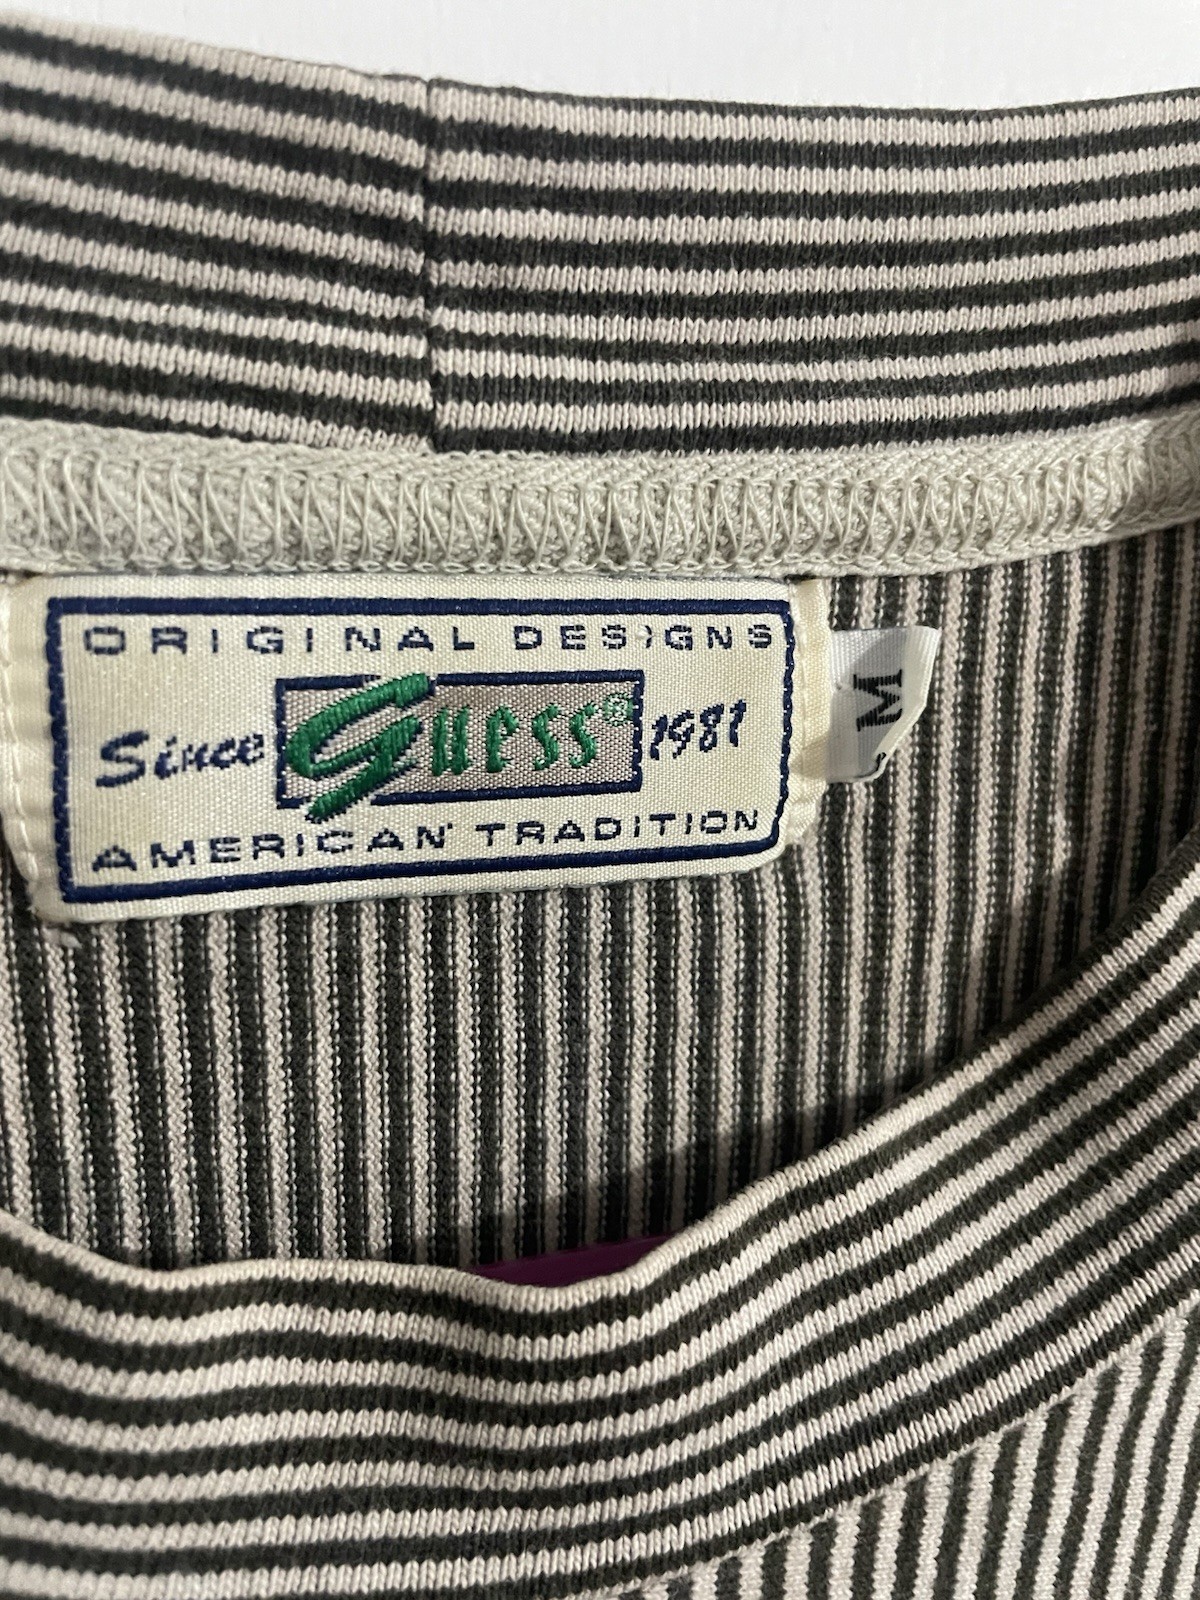 ORIGINAL DESIGNS
Since Guess® 1981
AMERICAN TRADITION
M